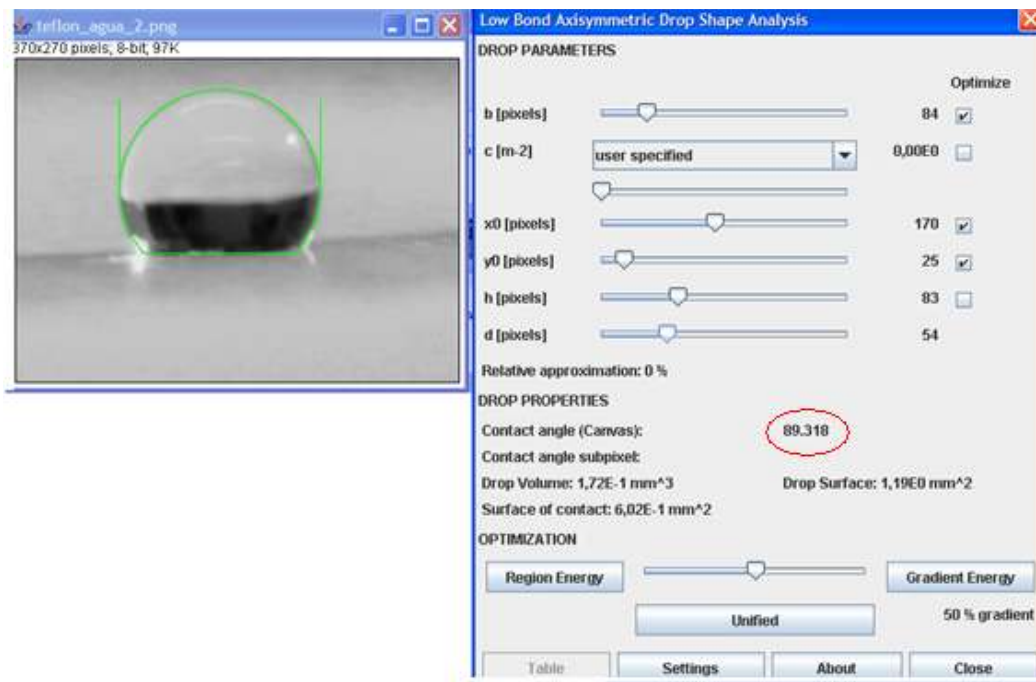 teflon_agua_2.png
370x270 pixels; 8-bit; 97K
Low Bond Axisymmetric Drop Shape Analysis
DROP PARAMETERS
Optimize
b [pixels] 84
c [m-2] user specified 0,00E0
x0 [pixels] 170
y0 [pixels] 25
h [pixels] 83
d [pixels] 54
Relative approximation: 0 %
DROP PROPERTIES
Contact angle (Canvas): 89.318
Contact angle subpixel:
Drop Volume: 1,72E-1 mm^3 Drop Surface: 1,19E0 mm^2
Surface of contact: 6,02E-1 mm^2
OPTIMIZATION
Region Energy Gradient Energy
Unified 50 % gradient
Table Settings About Close